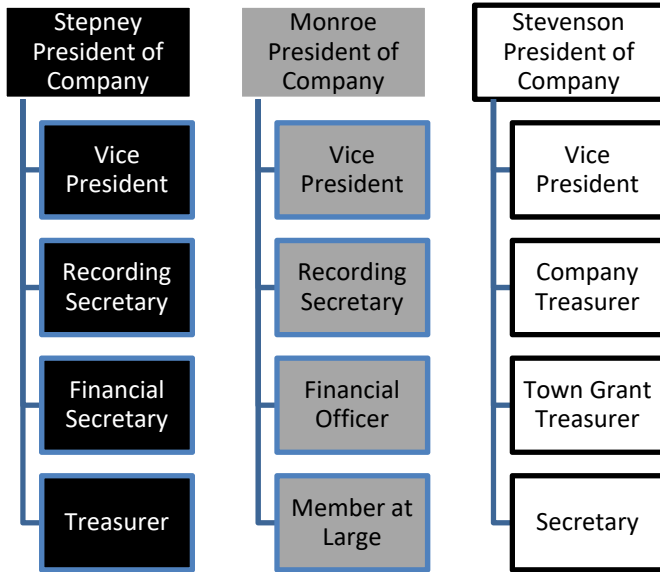 Stepney
President of
Company
Vice
President
Recording
Secretary
Financial
Secretary
Treasurer
Monroe
President of
Company
Vice
President
Recording
Secretary
Financial
Officer
Member at
Large
Stevenson
President of
Company
Vice
President
Company
Treasurer
Town Grant
Treasurer
Secretary